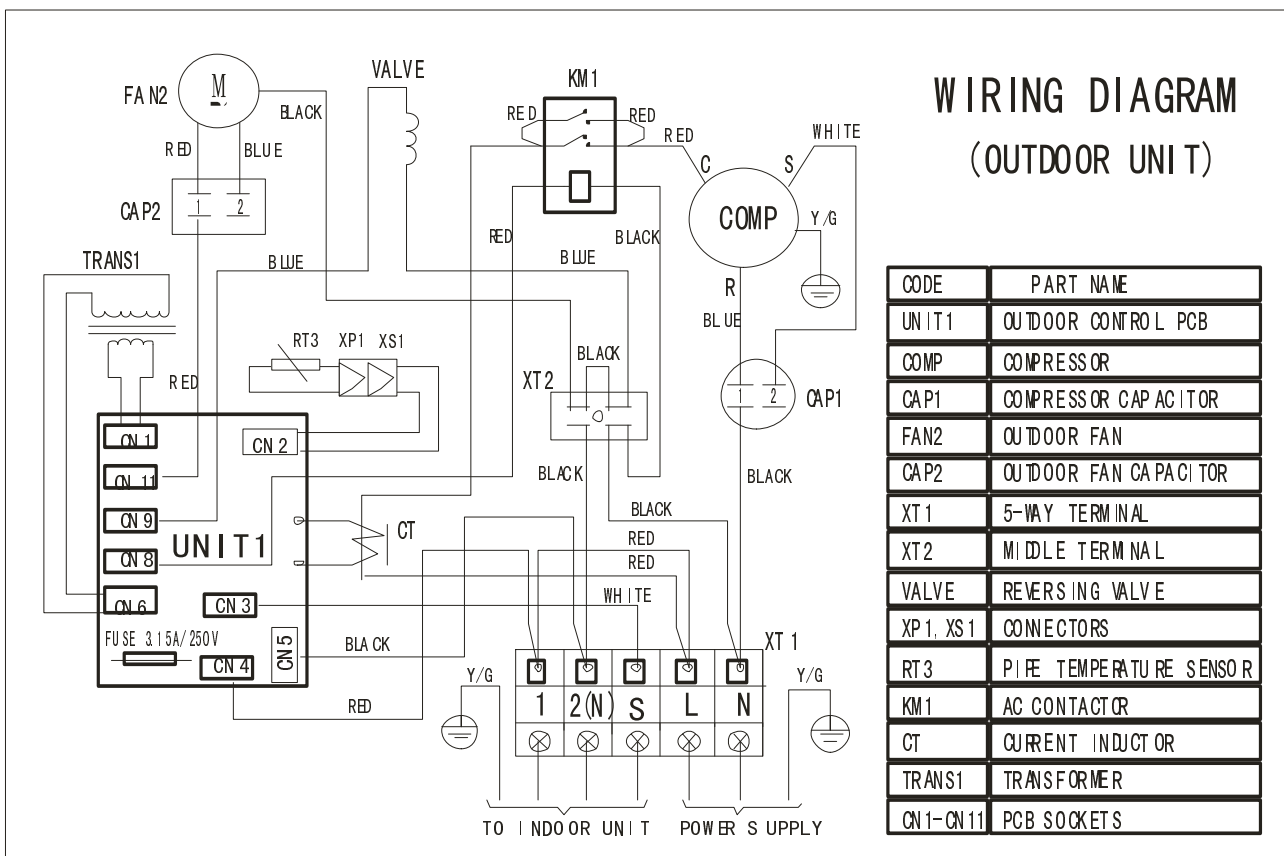 WIRING DIAGRAM
(OUTDOOR UNIT)
FAN2
M
BLACK
VALVE
KM1
RED
RED
RED
WHITE
C
S
COMP
Y/G
R
BLUE
RED
BLUE
CAP2
1
2
TRANS1
BLUE
RED
BLACK
BLUE
RT3
XP1
XS1
RED
XT2
BLACK
1
2
CAP1
CN1
CN2
CN11
CN9
UNIT1
CN8
CN6
CN3
CN5
CN4
FUSE 3.15A/250V
CT
BLACK
BLACK
BLACK
RED
RED
WHITE
BLACK
RED
XT1
Y/G
Y/G
1
2(N)
S
L
N
TO INDOOR UNIT
POWER SUPPLY
CODE PART NAME
UNIT1 OUTDOOR CONTROL PCB
COMP COMPRESSOR
CAP1 COMPRESSOR CAPACITOR
FAN2 OUTDOOR FAN
CAP2 OUTDOOR FAN CAPACITOR
XT1 5-WAY TERMINAL
XT2 MIDDLE TERMINAL
VALVE REVERSING VALVE
XP1, XS1 CONNECTORS
RT3 PIPE TEMPERATURE SENSOR
KM1 AC CONTACTOR
CT CURRENT INDUCTOR
TRANS1 TRANSFORMER
CN1-CN11 PCB SOCKETS